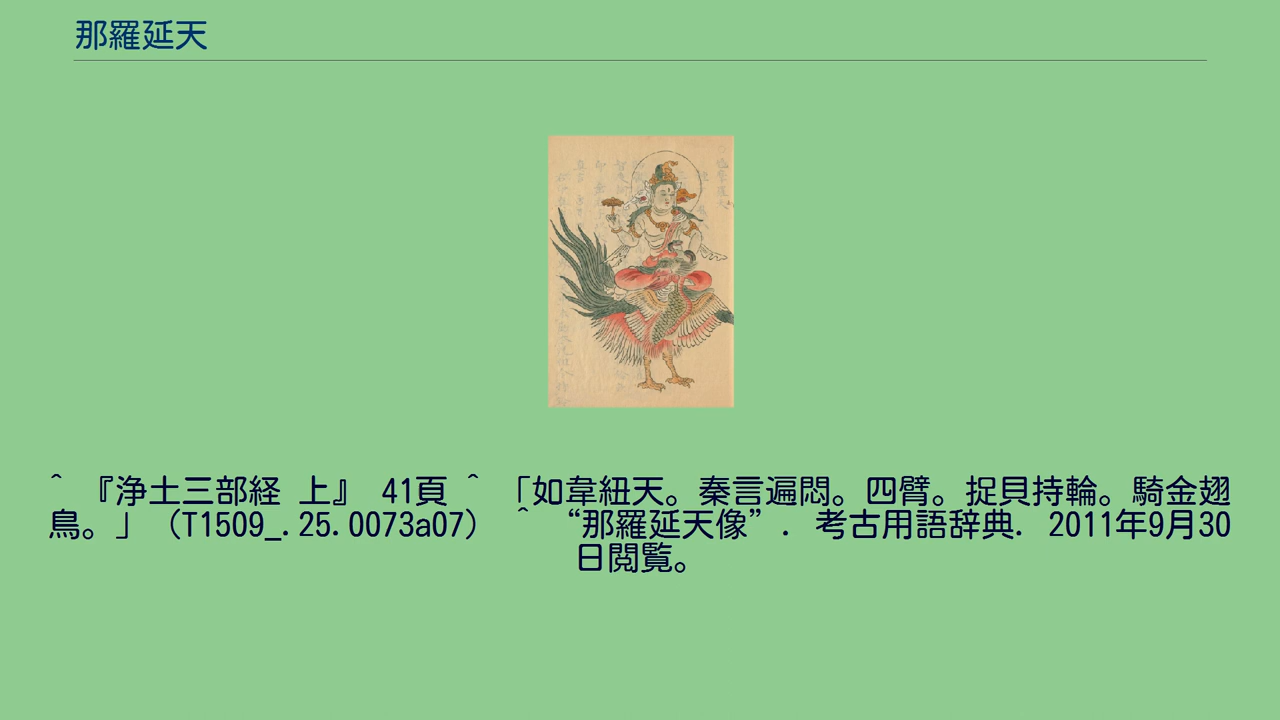 那羅延天
^ 『浄土三部経 上』 41頁 ^ 「如韋紐天。秦言遍悶。四臂。捉貝持輪。騎金翅
鳥。」（T1509_.25.0073a07） ^ “那羅延天像”. 考古用語辞典. 2011年9月30
日閲覧。